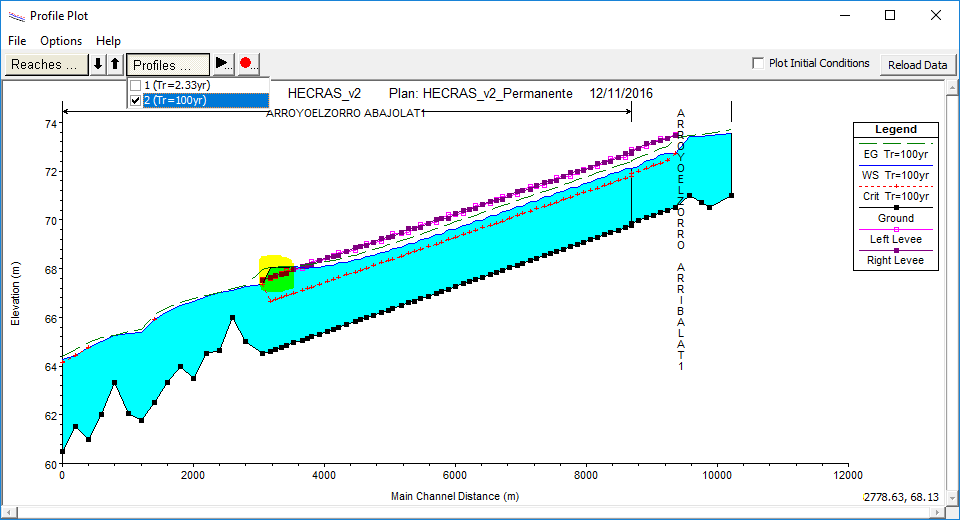 Profile Plot
File Options Help
Reaches ...
Profiles ...
...
...
Plot Initial Conditions
Reload Data
1 (Tr=2.33yr)
2 (Tr=100yr)
HECRAS_v2 Plan: HECRAS_v2_Permanente 12/11/2016
ARROYOELZORRO ABAJOLAT1
ARROYOELZORRO ARRIBALAT1
Legend
EG Tr=100yr
WS Tr=100yr
Crit Tr=100yr
Ground
Left Levee
Right Levee
Elevation (m)
74
72
70
68
66
64
62
60
0 2000 4000 6000 8000 10000 12000
Main Channel Distance (m)
2778.63, 68.13